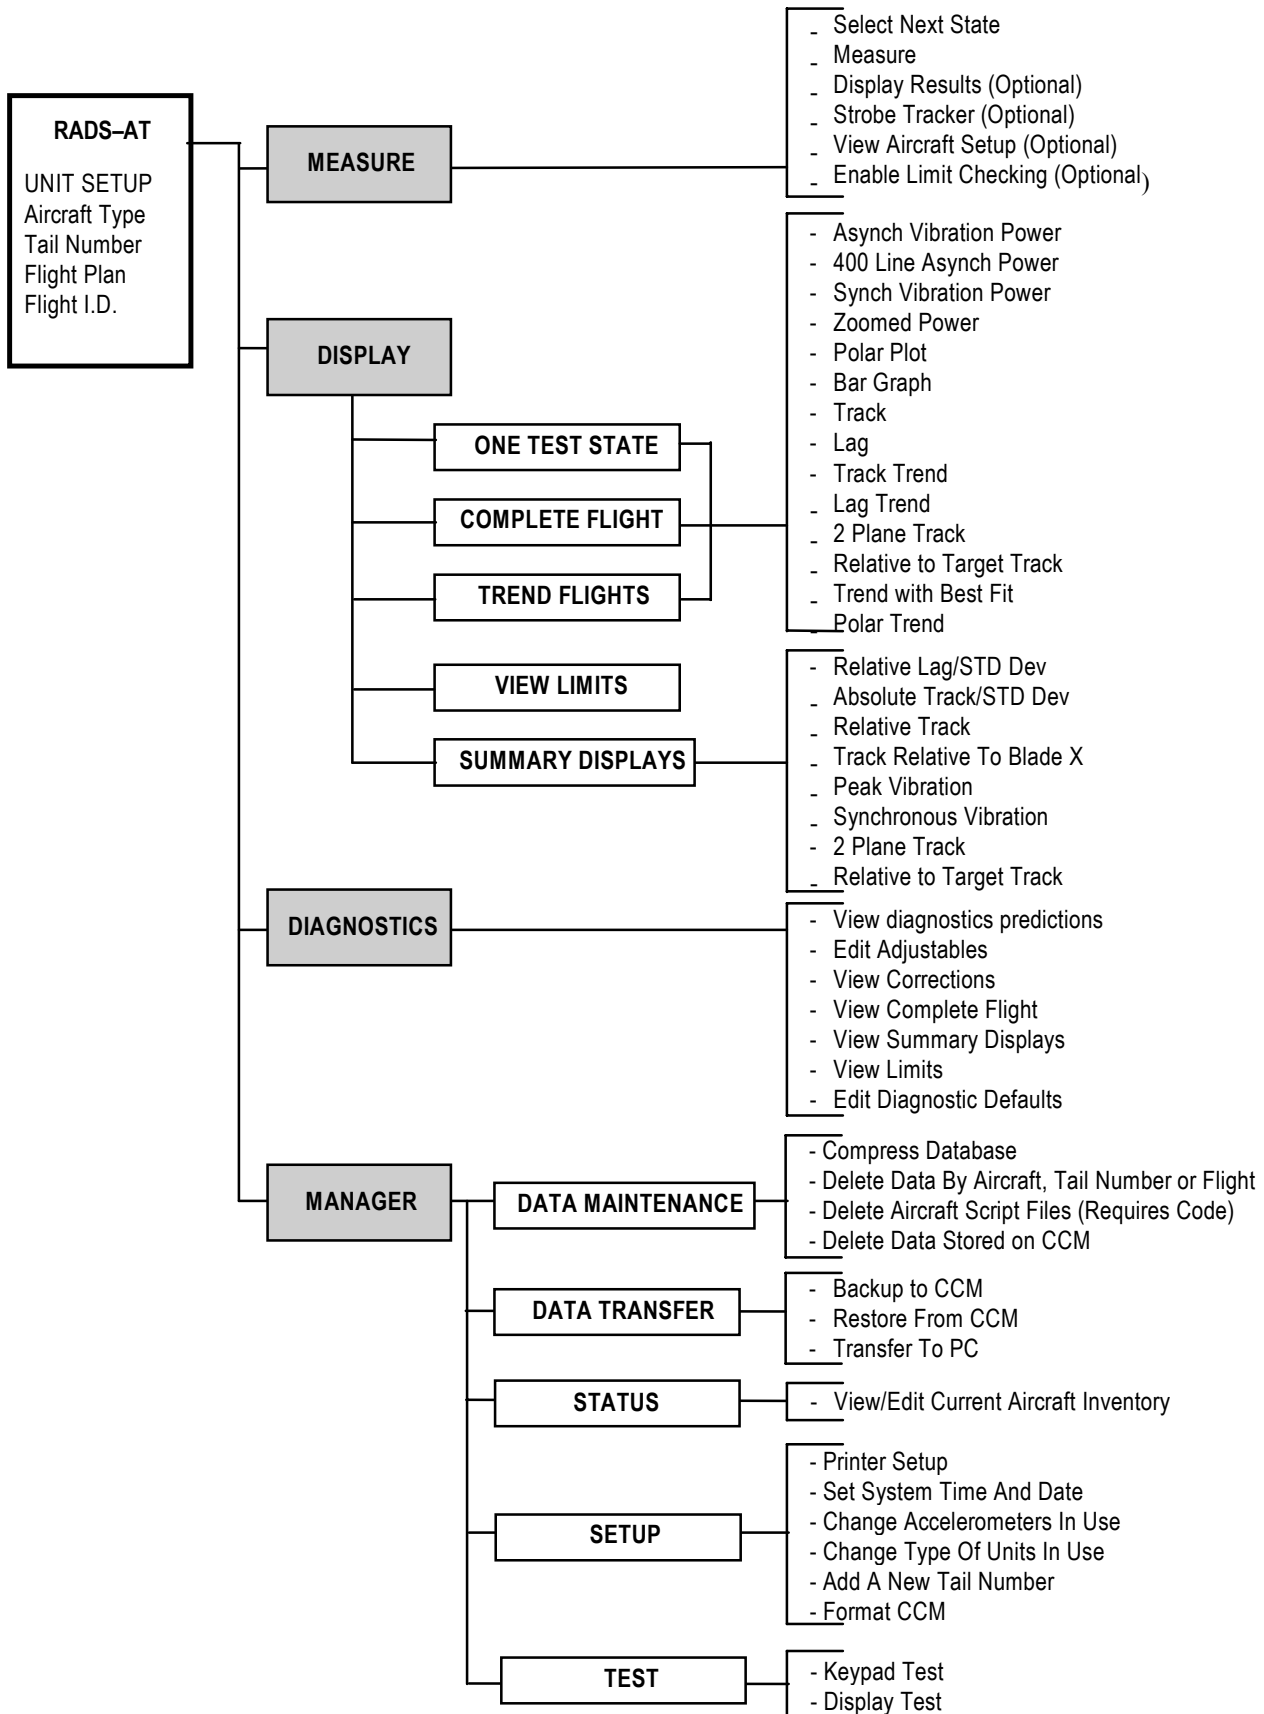 RADS–AT
UNIT SETUP
Aircraft Type
Tail Number
Flight Plan
Flight I.D.
MEASURE
- Select Next State
- Measure
- Display Results (Optional)
- Strobe Tracker (Optional)
- View Aircraft Setup (Optional)
- Enable Limit Checking (Optional)
DISPLAY
ONE TEST STATE
COMPLETE FLIGHT
TREND FLIGHTS
- Asynch Vibration Power
- 400 Line Asynch Power
- Synch Vibration Power
- Zoomed Power
- Polar Plot
- Bar Graph
- Track
- Lag
- Track Trend
- Lag Trend
- 2 Plane Track
- Relative to Target Track
- Trend with Best Fit
- Polar Trend
VIEW LIMITS
SUMMARY DISPLAYS
- Relative Lag/STD Dev
- Absolute Track/STD Dev
- Relative Track
- Track Relative To Blade X
- Peak Vibration
- Synchronous Vibration
- 2 Plane Track
- Relative to Target Track
DIAGNOSTICS
- View diagnostics predictions
- Edit Adjustables
- View Corrections
- View Complete Flight
- View Summary Displays
- View Limits
- Edit Diagnostic Defaults
MANAGER
DATA MAINTENANCE
- Compress Database
- Delete Data By Aircraft, Tail Number or Flight
- Delete Aircraft Script Files (Requires Code)
- Delete Data Stored on CCM
DATA TRANSFER
- Backup to CCM
- Restore From CCM
- Transfer To PC
STATUS
- View/Edit Current Aircraft Inventory
SETUP
- Printer Setup
- Set System Time And Date
- Change Accelerometers In Use
- Change Type Of Units In Use
- Add A New Tail Number
- Format CCM
TEST
- Keypad Test
- Display Test